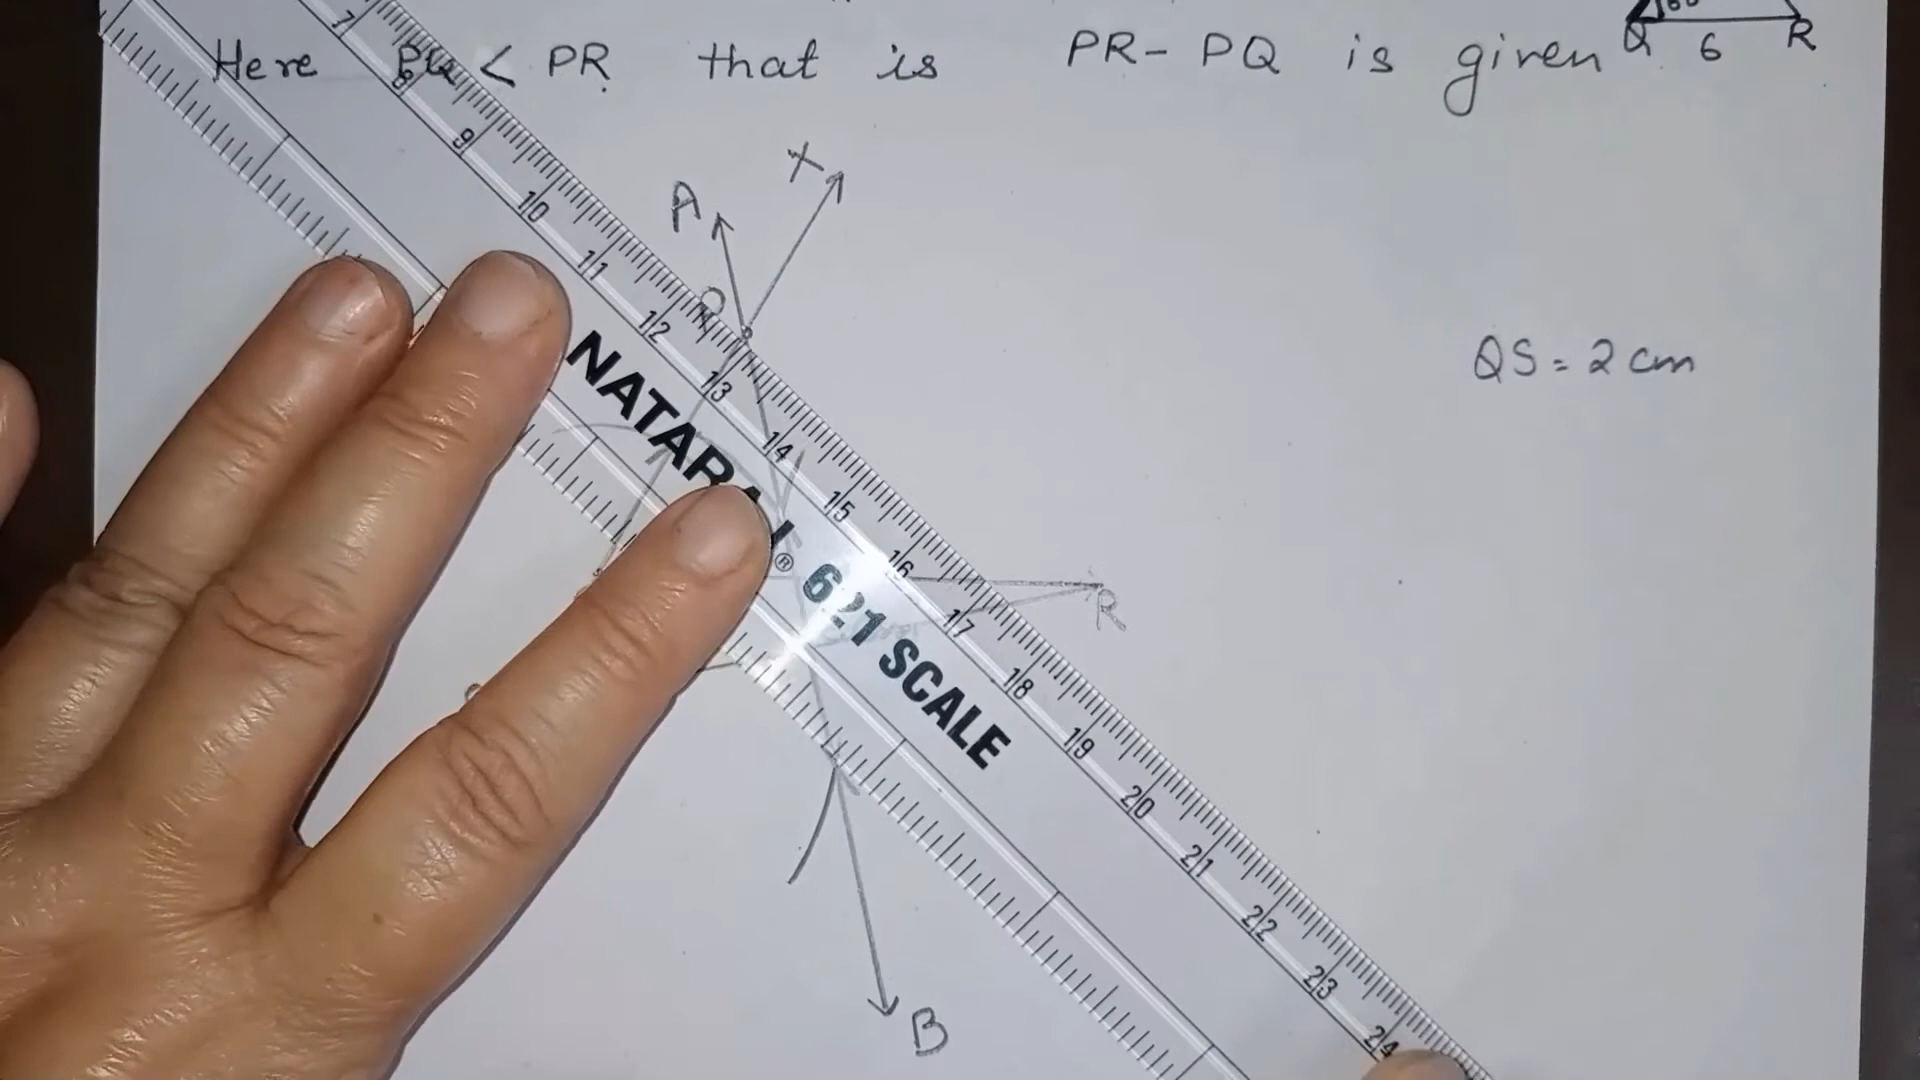 Here PQ < PR that is PR - PQ is given
Q 6 R
X
A
P
QS = 2 cm
R
B
7 8 9 10 11 12 13 14 15 16 17 18 19 20 21 22 23 24
NATARAJ® 621 SCALE